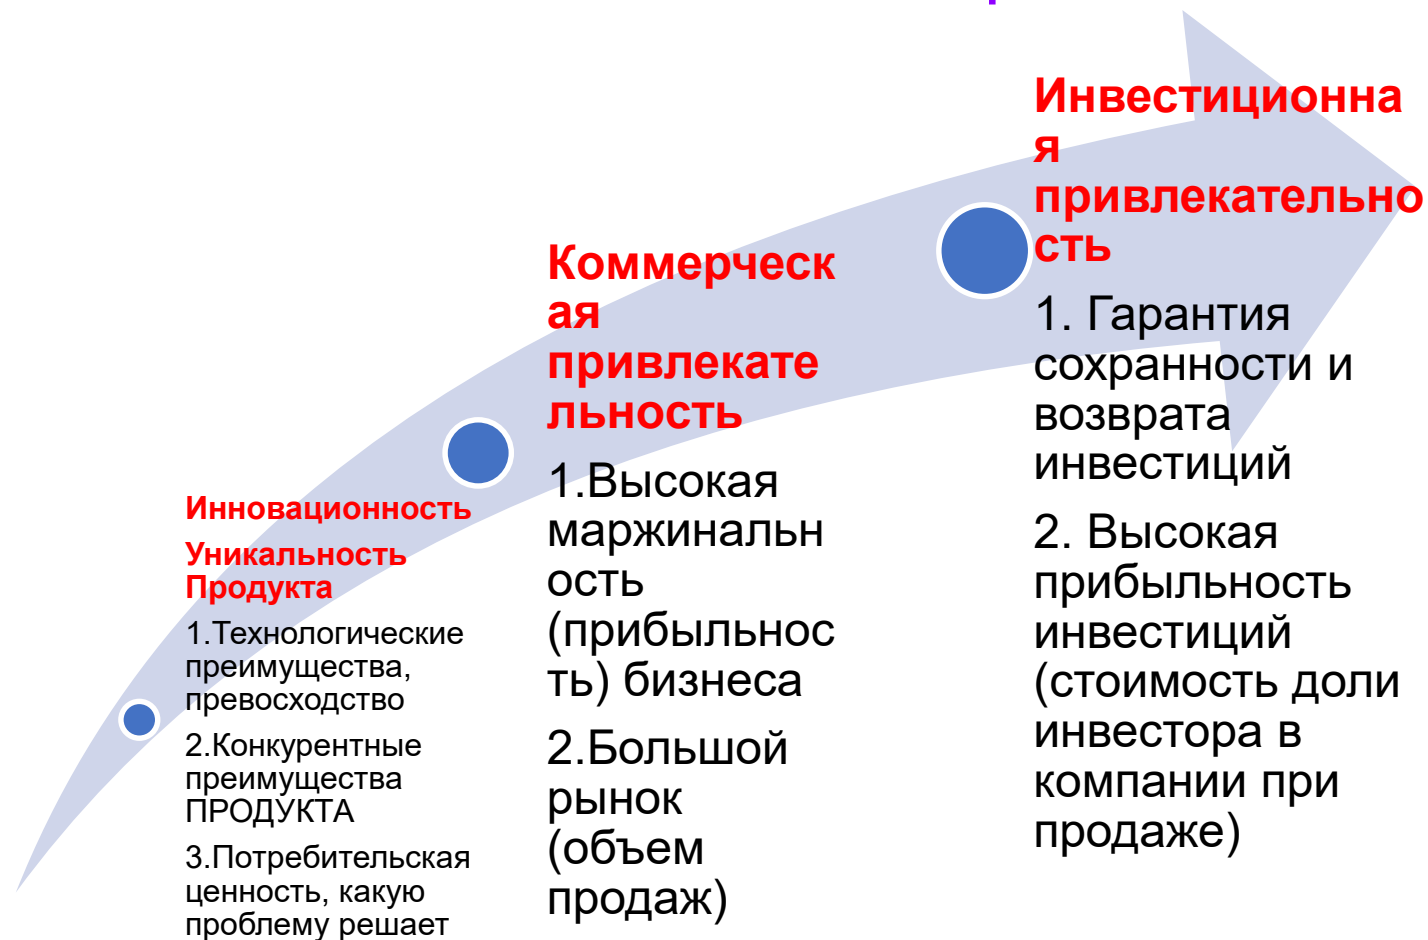 Инновационность
Уникальность
Продукта
1.Технологические
преимущества,
превосходство
2.Конкурентные
преимущества
ПРОДУКТА
3.Потребительская
ценность, какую
проблему решает
Коммерческ
ая
привлекате
льность
1.Высокая
маржинальн
ость
(прибыльнос
ть) бизнеса
2.Большой
рынок
(объем
продаж)
Инвестиционна
я
привлекательно
сть
1. Гарантия
сохранности и
возврата
инвестиций
2. Высокая
прибыльность
инвестиций
(стоимость доли
инвестора в
компании при
продаже)